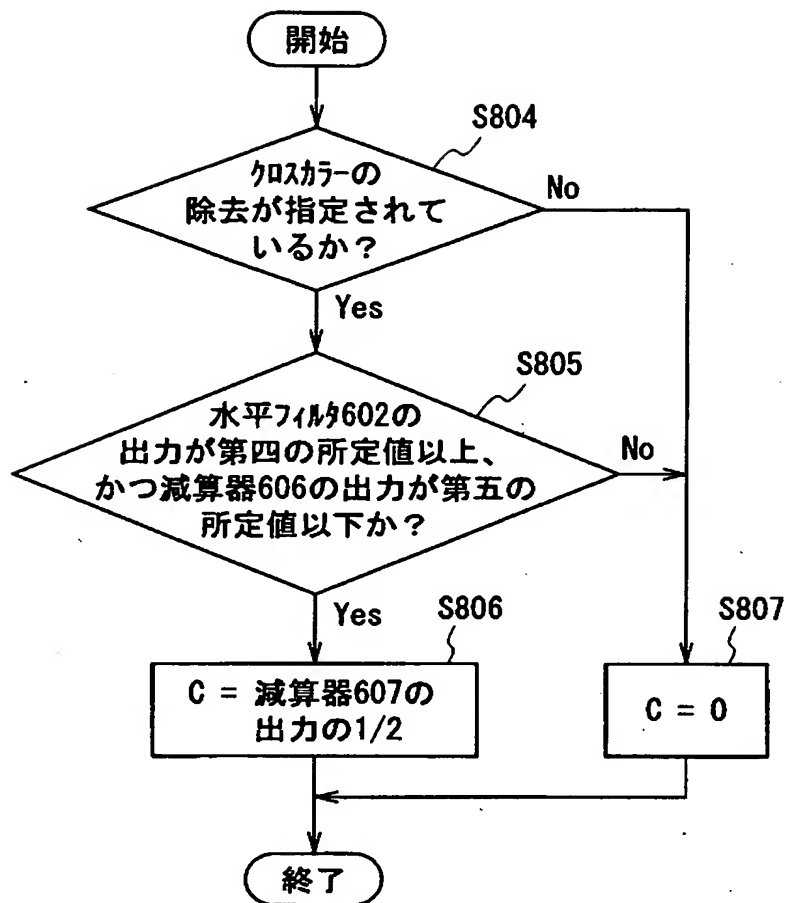 開始
S804
クロスカラーの
除去が指定されて
いるか？
No
Yes
S805
水平フィルタ602の
出力が第四の所定値以上、
かつ減算器606の出力が第五の
所定値以下か？
No
Yes
S806
C = 減算器607の
出力の1/2
S807
C = 0
終了